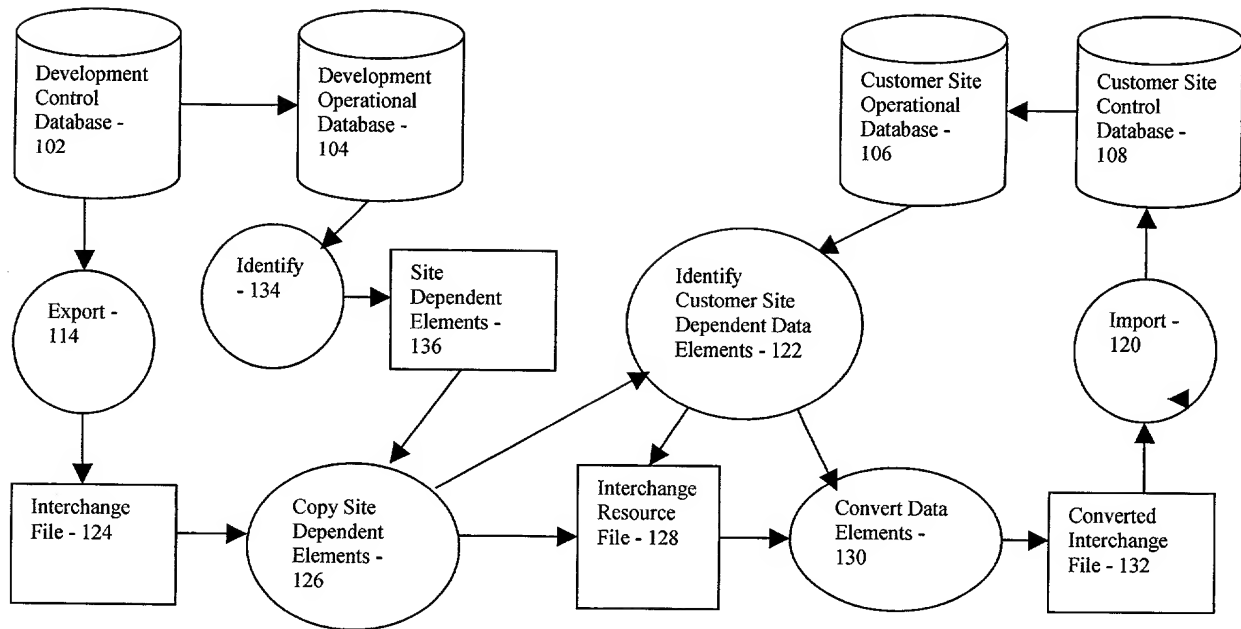 Development
Control
Database -
102
Development
Operational
Database -
104
Customer Site
Operational
Database -
106
Customer Site
Control
Database -
108
Export -
114
Identify
- 134
Site
Dependent
Elements -
136
Identify
Customer Site
Dependent Data
Elements - 122
Import -
120
Interchange
File - 124
Copy Site
Dependent
Elements -
126
Interchange
Resource
File - 128
Convert Data
Elements -
130
Converted
Interchange
File - 132